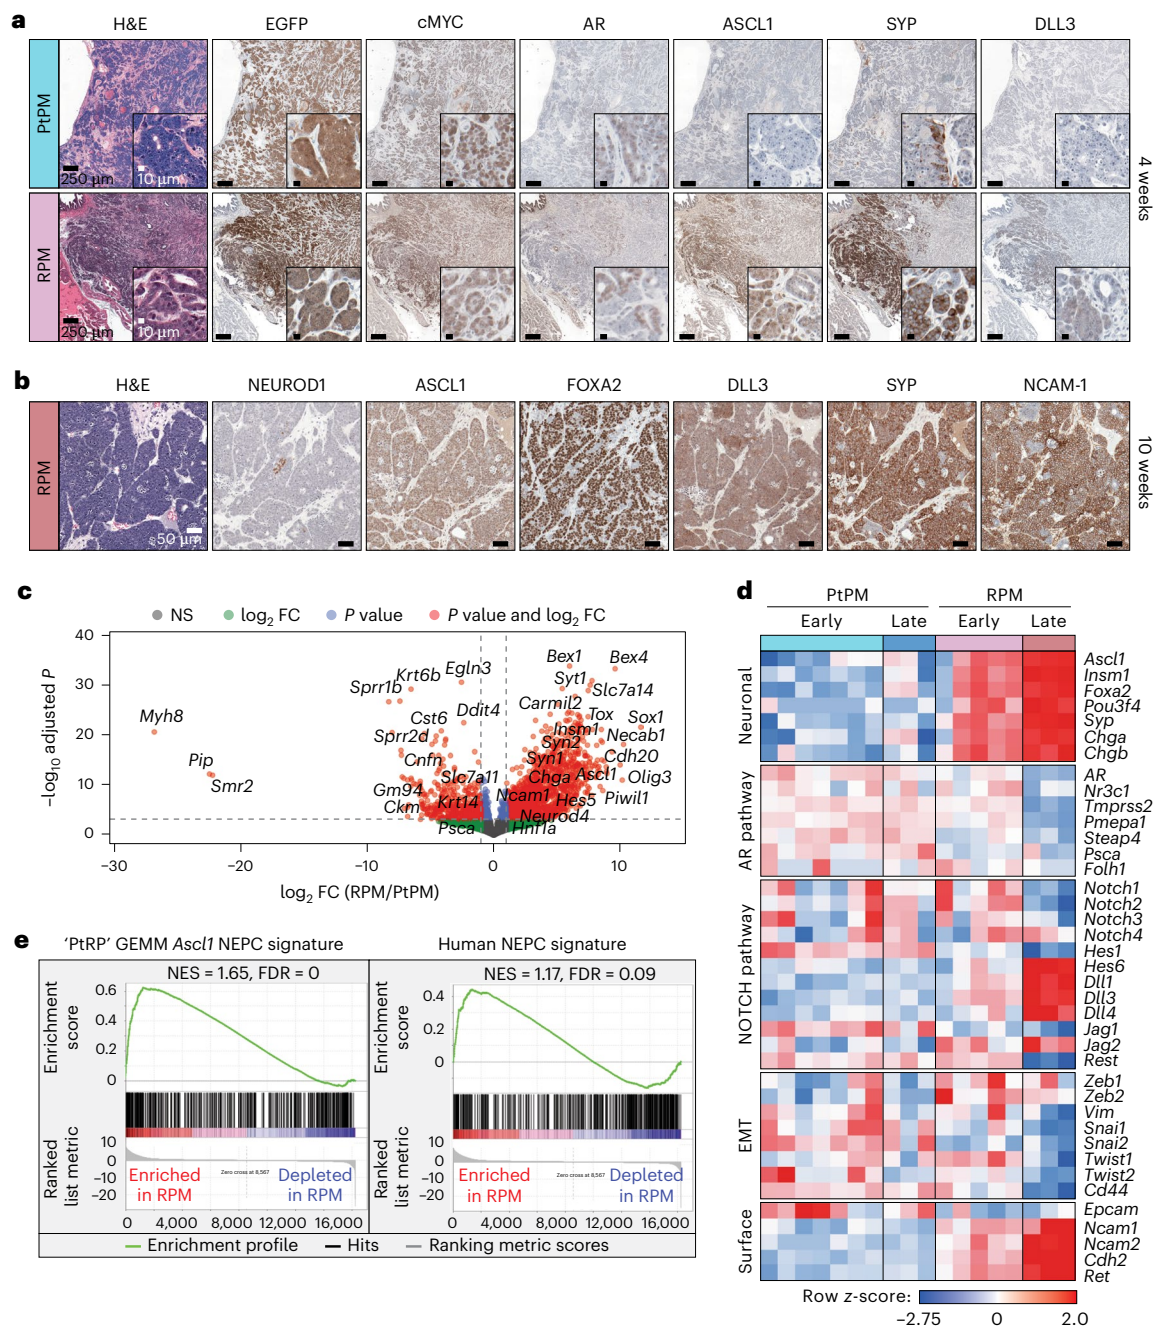 a
H&E EGFP cMYC AR ASCL1 SYP DLL3
PtPM
250 µm 10 µm
4 weeks
RPM
250 µm 10 µm
b
H&E NEUROD1 ASCL1 FOXA2 DLL3 SYP NCAM-1
RPM
50 µm
10 weeks
c
NS log2 FC P value P value and log2 FC
−log10 adjusted P
40
30
20
10
0
−30 −20 −10 0 10
log2 FC (RPM/PtPM)
Bex1 Bex4
Egln3
Krt6b Syt1
Sprr1b Slc7a14
Carmil2
Myh8 Cst6 Ddit4 Tox Sox1
Sprr2d Insm1 Necab1
Syn2
Pip Cnfn Syn1 Cdh20
Smr2 Slc7a11 Chga Ascl1 Olig3
Gm94 Ncam1
Ckm Krt14 Hes5 Piwil1
Neurod4
Psca Hnf1a
d
PtPM RPM
Early Late Early Late
Neuronal
Ascl1
Insm1
Foxa2
Pou3f4
Syp
Chga
Chgb
AR pathway
AR
Nr3c1
Tmprss2
Pmepa1
Steap4
Psca
Folh1
NOTCH pathway
Notch1
Notch2
Notch3
Notch4
Hes1
Hes6
Dll1
Dll3
Dll4
Jag1
Jag2
Rest
EMT
Zeb1
Zeb2
Vim
Snai1
Snai2
Twist1
Twist2
Cd44
Surface
Epcam
Ncam1
Ncam2
Cdh2
Ret
Row z-score:
−2.75 0 2.0
e
‘PtRP’ GEMM Ascl1 NEPC signature
NES = 1.65, FDR = 0
Enrichment
score
0.6
0.4
0.2
0
Ranked
list metric
10
0
−10
−20
Enriched
in RPM
Zero cross at 8,567
Depleted
in RPM
0 4,000 8,000 12,000 16,000
Human NEPC signature
NES = 1.17, FDR = 0.09
Enrichment
score
0.4
0.2
0
Ranked
list metric
10
0
−10
−20
Enriched
in RPM
Zero cross at 8,567
Depleted
in RPM
0 4,000 8,000 12,000 16,000
Enrichment profile Hits Ranking metric scores